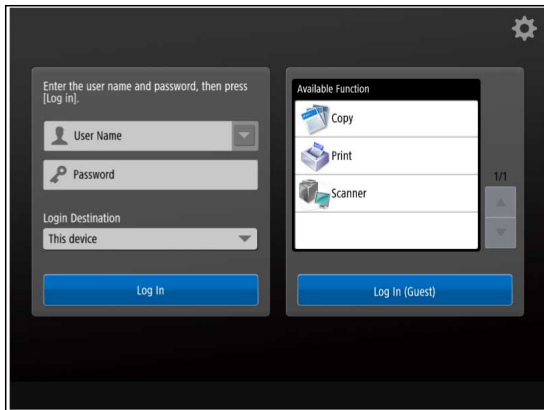 Enter the user name and password, then press
[Log in].
User Name
Password
Login Destination
This device
Log In
Available Function
Copy
Print
Scanner
1/1
Log In (Guest)